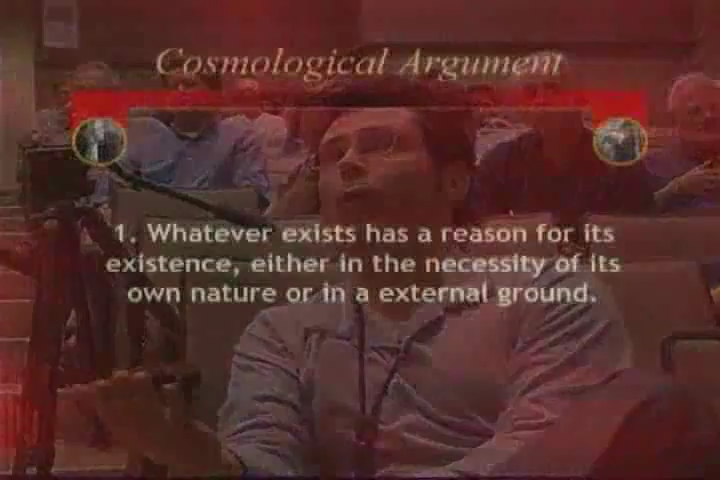 Cosmological Argument
1. Whatever exists has a reason for its
existence, either in the necessity of its
own nature or in a external ground.